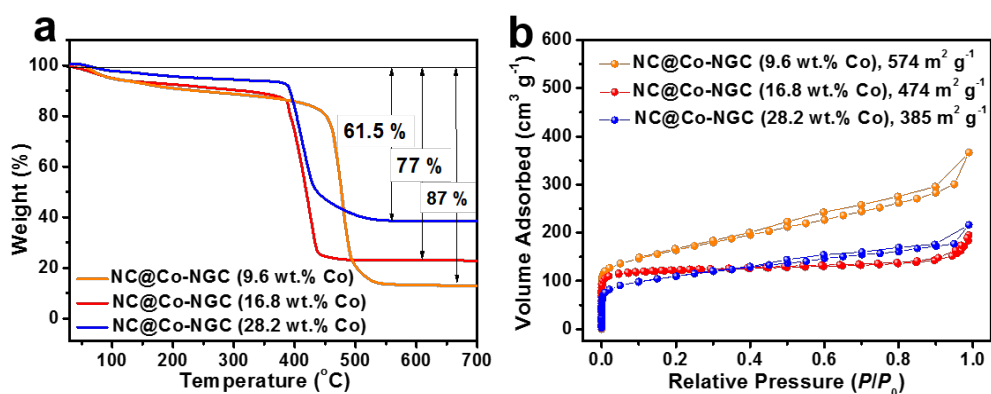 a
100
80
60
40
20
0
61.5 %
77 %
87 %
NC@Co-NGC (9.6 wt.% Co)
NC@Co-NGC (16.8 wt.% Co)
NC@Co-NGC (28.2 wt.% Co)
100 200 300 400 500 600 700
Temperature (°C)
Weight (%)
b
600
500
400
300
200
100
0
NC@Co-NGC (9.6 wt.% Co), 574 m² g⁻¹
NC@Co-NGC (16.8 wt.% Co), 474 m² g⁻¹
NC@Co-NGC (28.2 wt.% Co), 385 m² g⁻¹
0.0 0.2 0.4 0.6 0.8 1.0
Relative Pressure (P/P₀)
Volume Adsorbed (cm³ g⁻¹)